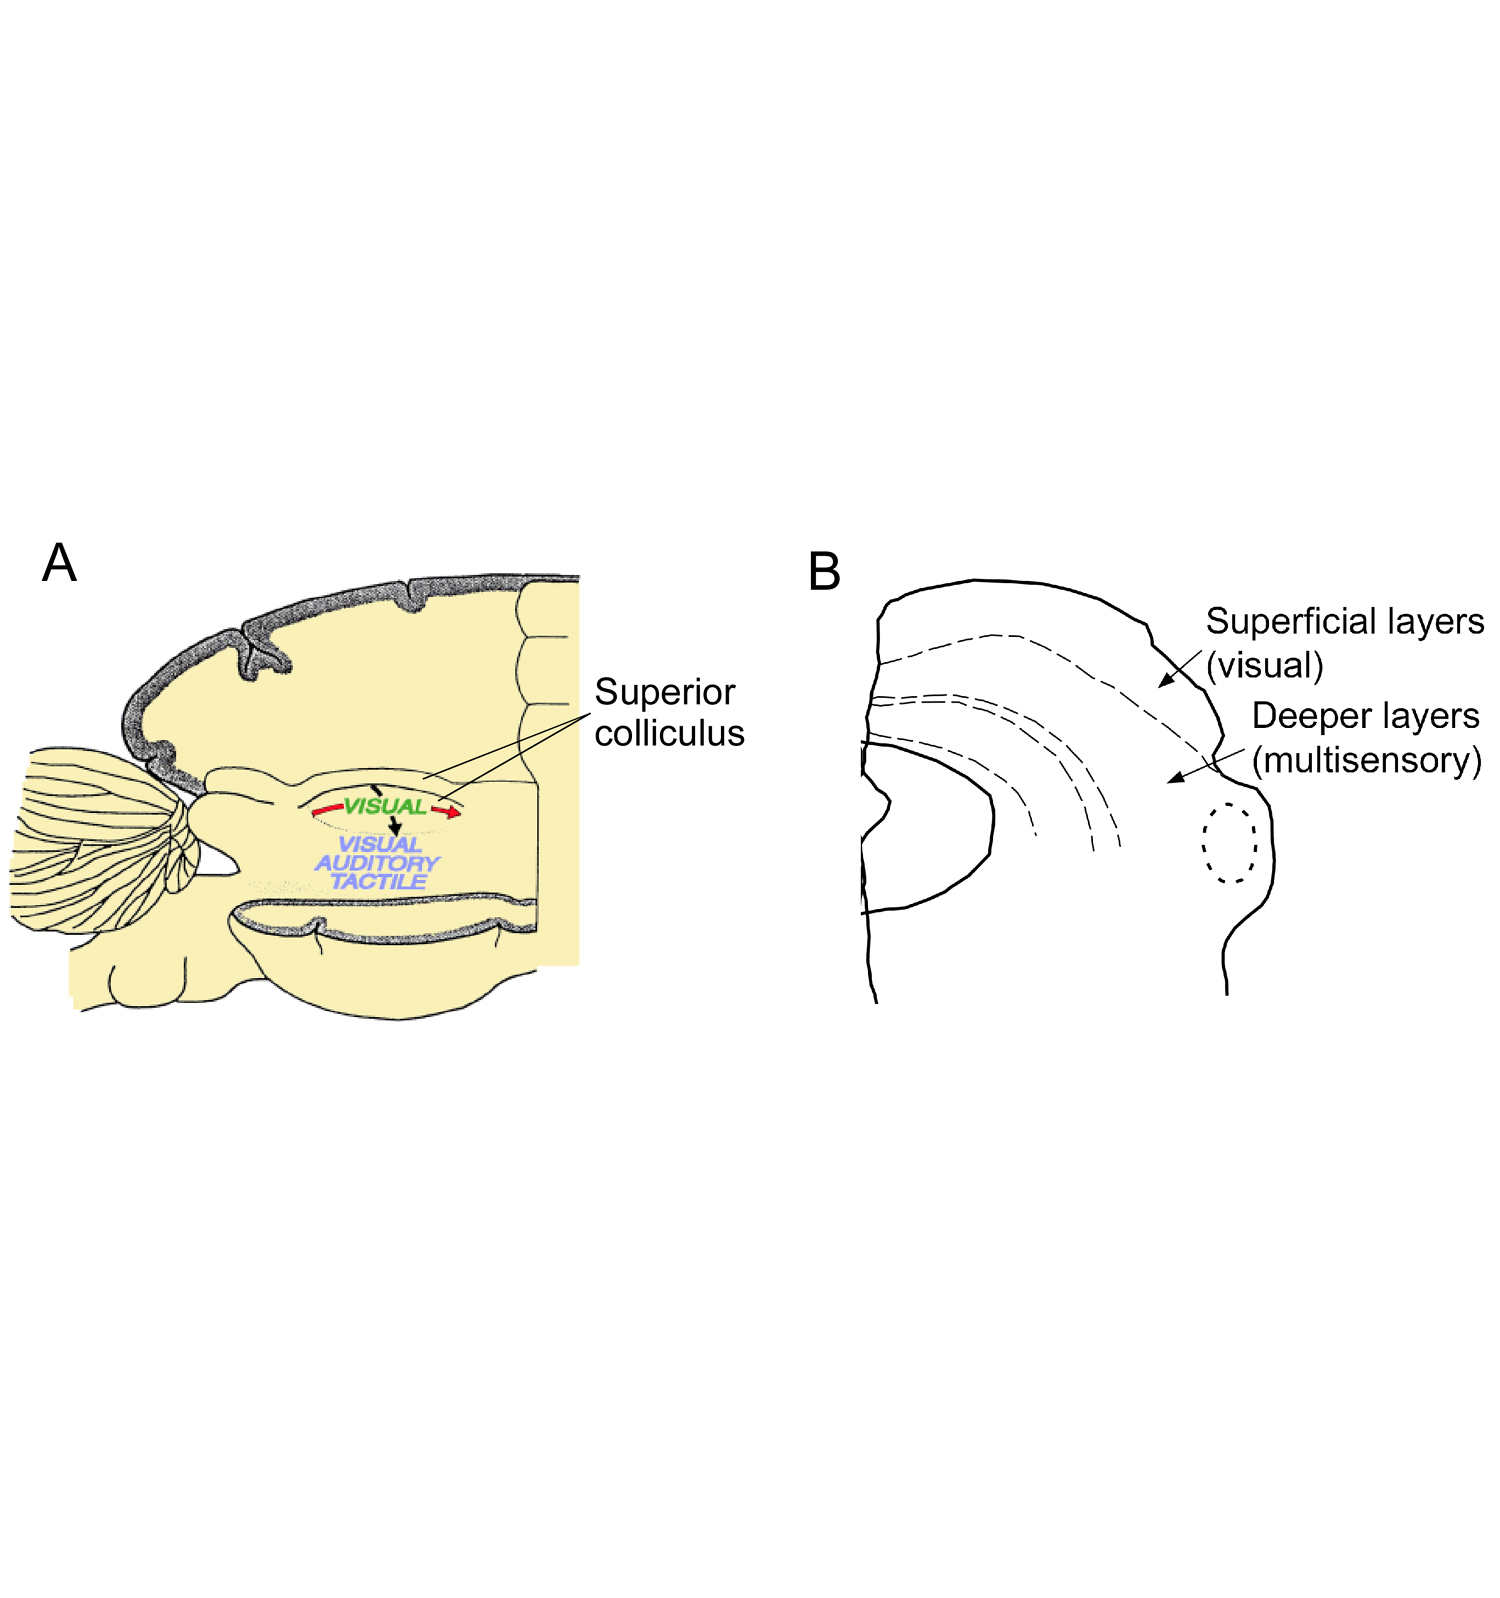 A
Superior
colliculus
VISUAL
VISUAL
AUDITORY
TACTILE
B
Superficial layers
(visual)
Deeper layers
(multisensory)